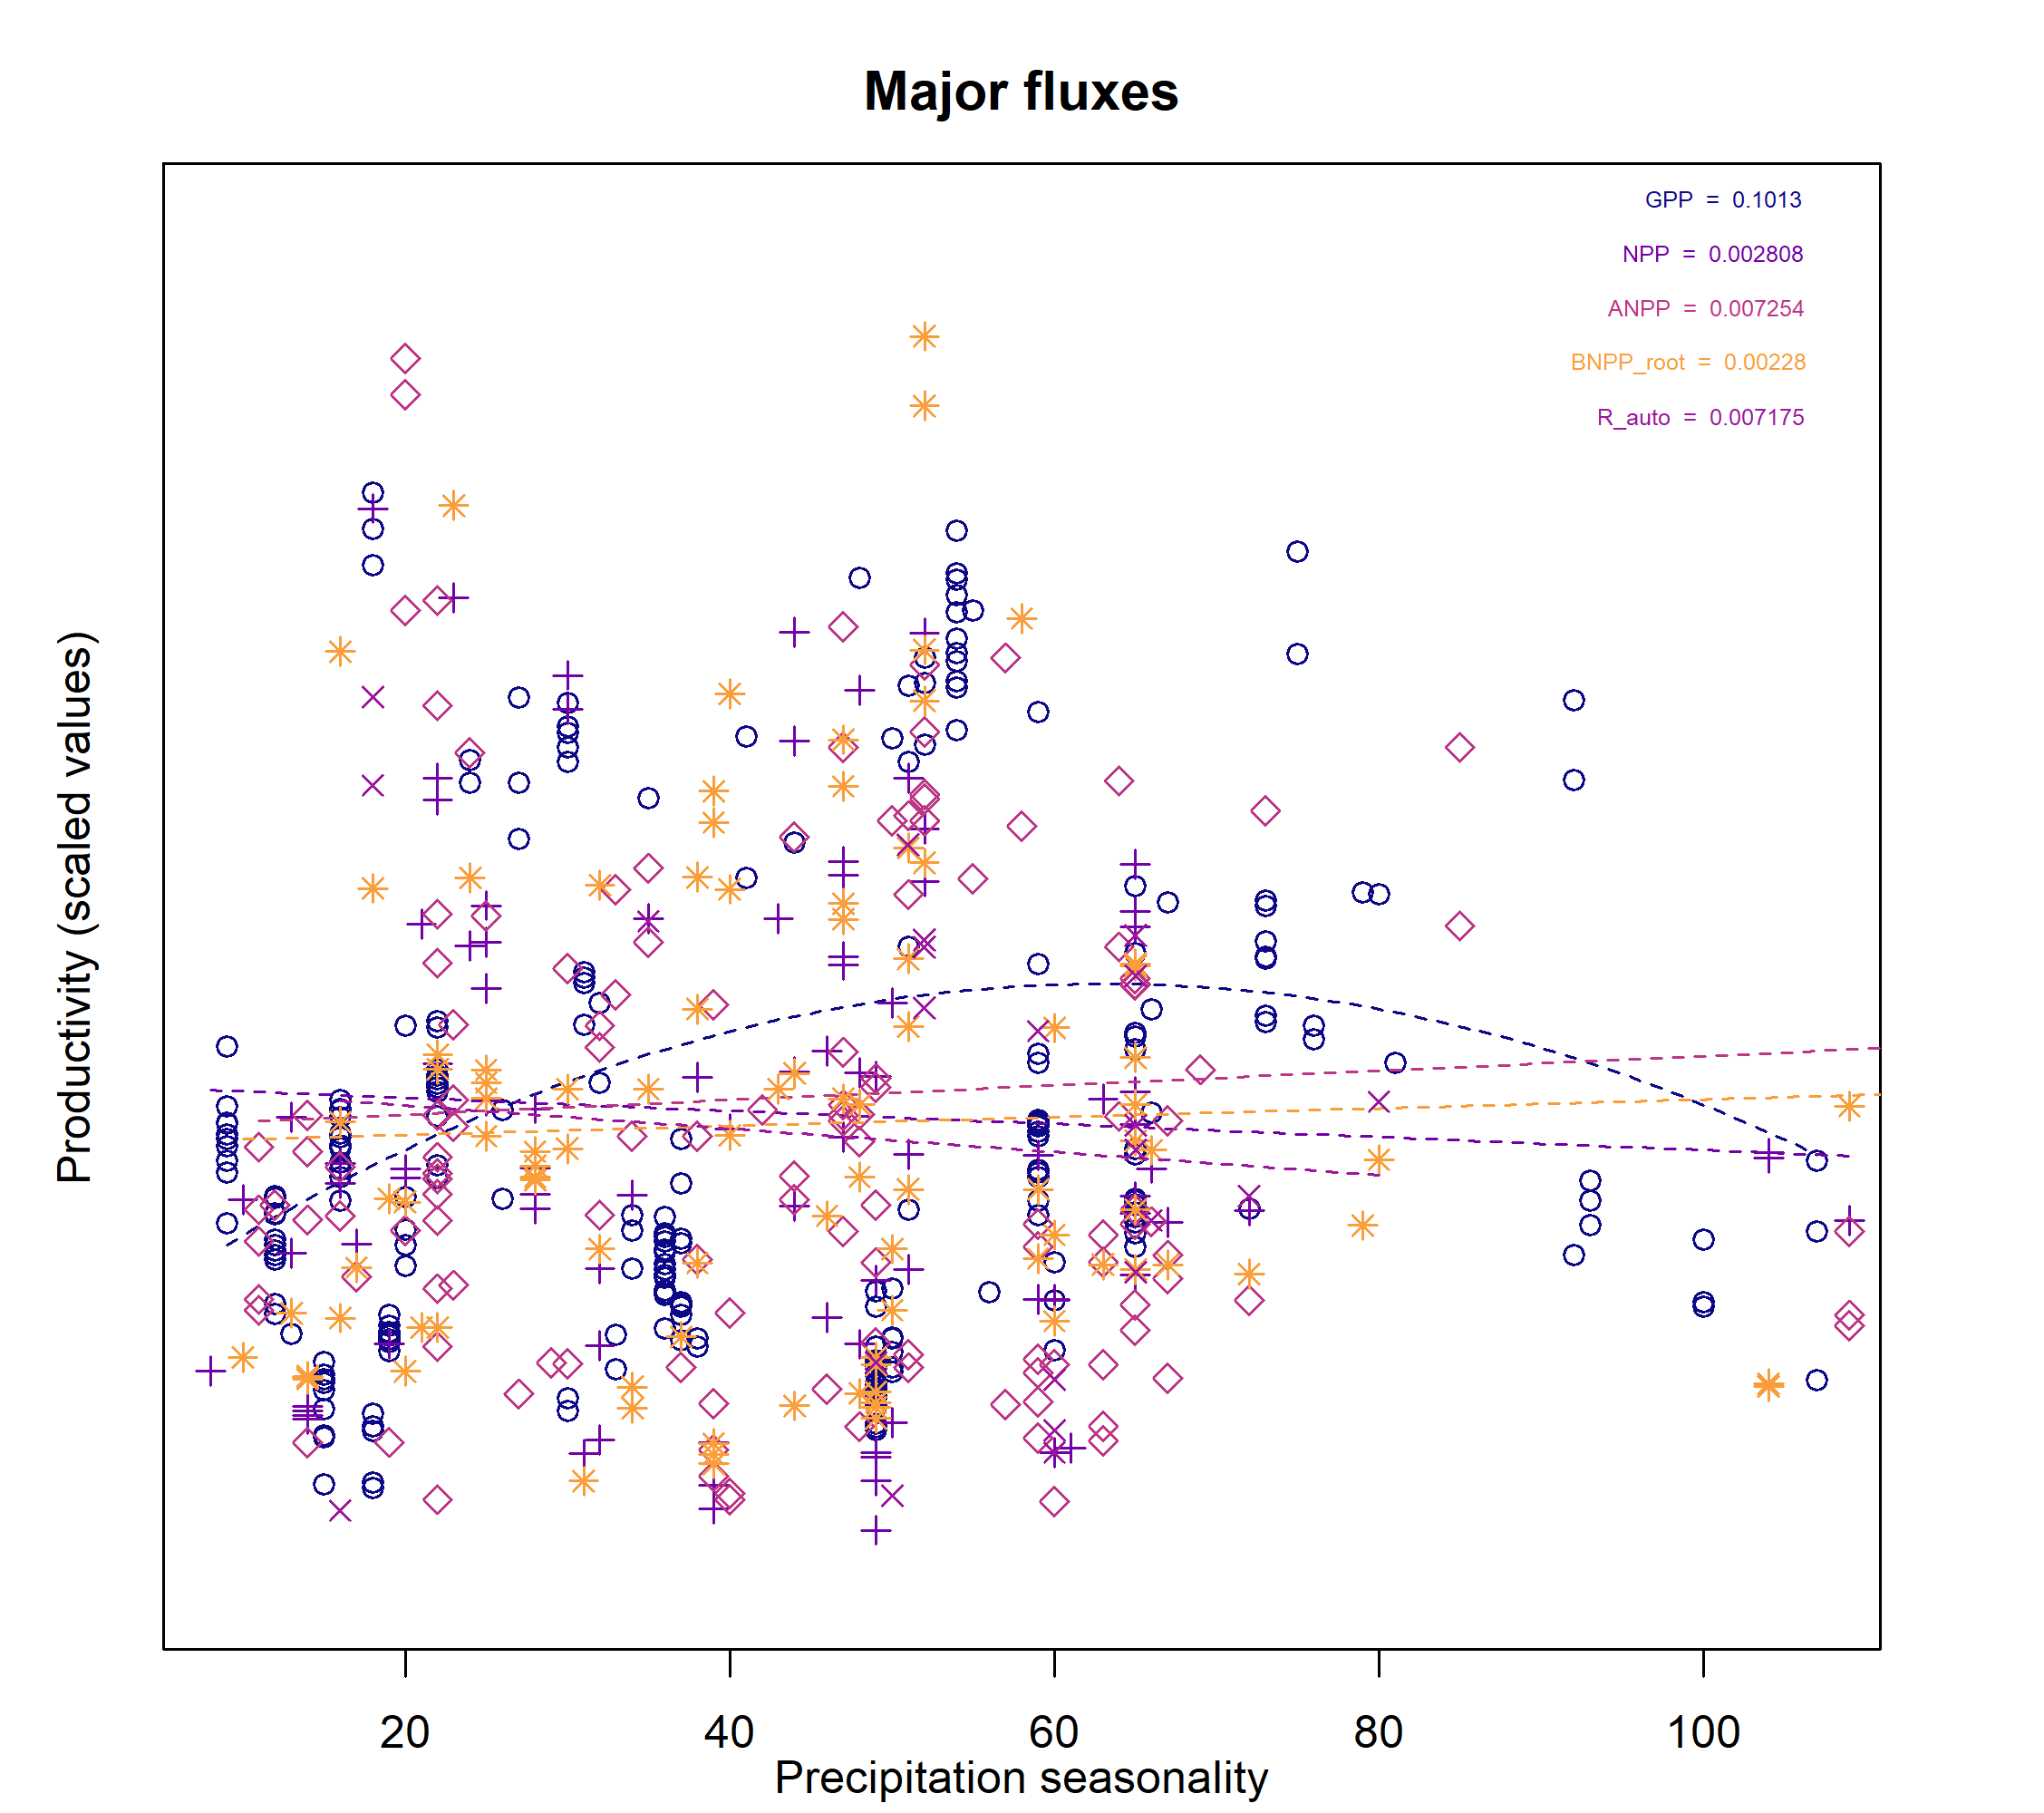 Major fluxes
GPP = 0.1013
NPP = 0.002808
ANPP = 0.007254
BNPP_root = 0.00228
R_auto = 0.007175
Productivity (scaled values)
20 40 60 80 100
Precipitation seasonality